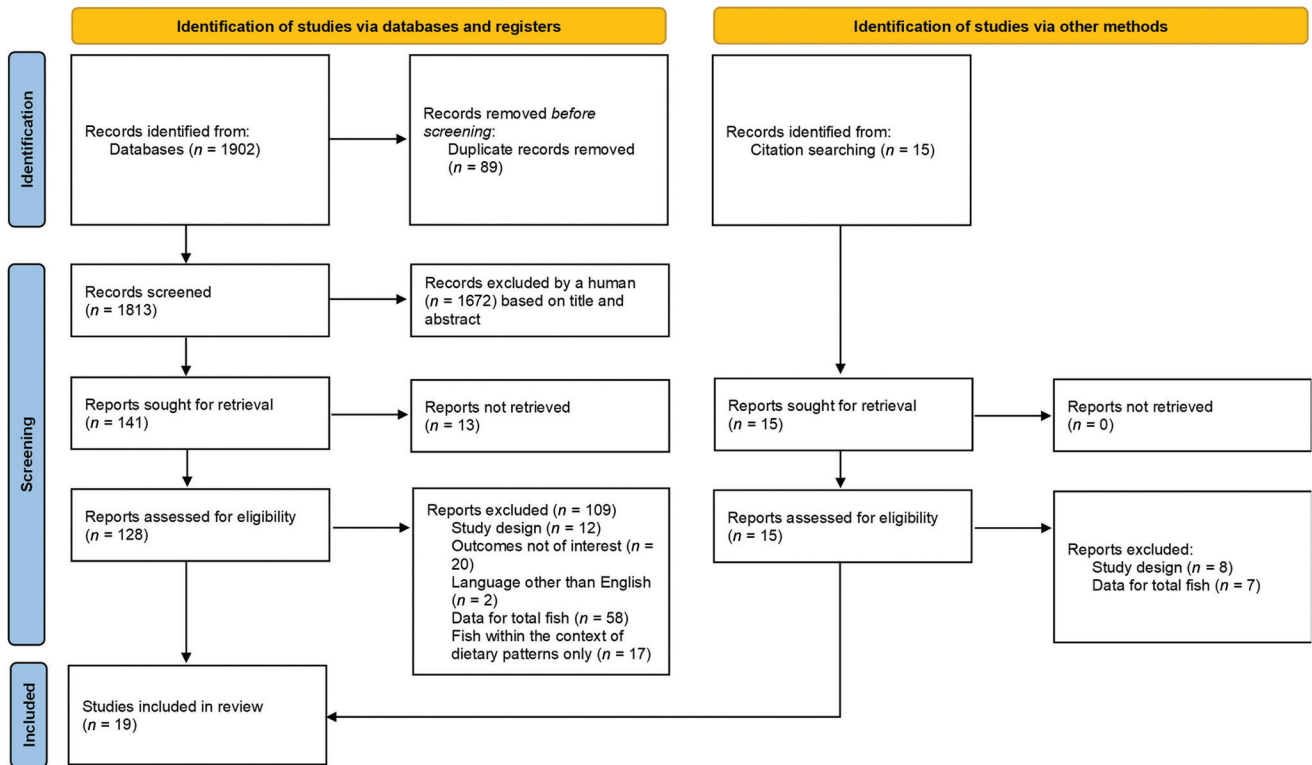 Identification of studies via databases and registers
Identification of studies via other methods
Identification
Records identified from:
Databases (n = 1902)
Records removed before
screening:
Duplicate records removed
(n = 89)
Records identified from:
Citation searching (n = 15)
Screening
Records screened
(n = 1813)
Records excluded by a human
(n = 1672) based on title and
abstract
Reports sought for retrieval
(n = 141)
Reports not retrieved
(n = 13)
Reports sought for retrieval
(n = 15)
Reports not retrieved
(n = 0)
Reports assessed for eligibility
(n = 128)
Reports excluded (n = 109)
Study design (n = 12)
Outcomes not of interest (n =
20)
Language other than English
(n = 2)
Data for total fish (n = 58)
Fish within the context of
dietary patterns only (n = 17)
Reports assessed for eligibility
(n = 15)
Reports excluded:
Study design (n = 8)
Data for total fish (n = 7)
Included
Studies included in review
(n = 19)